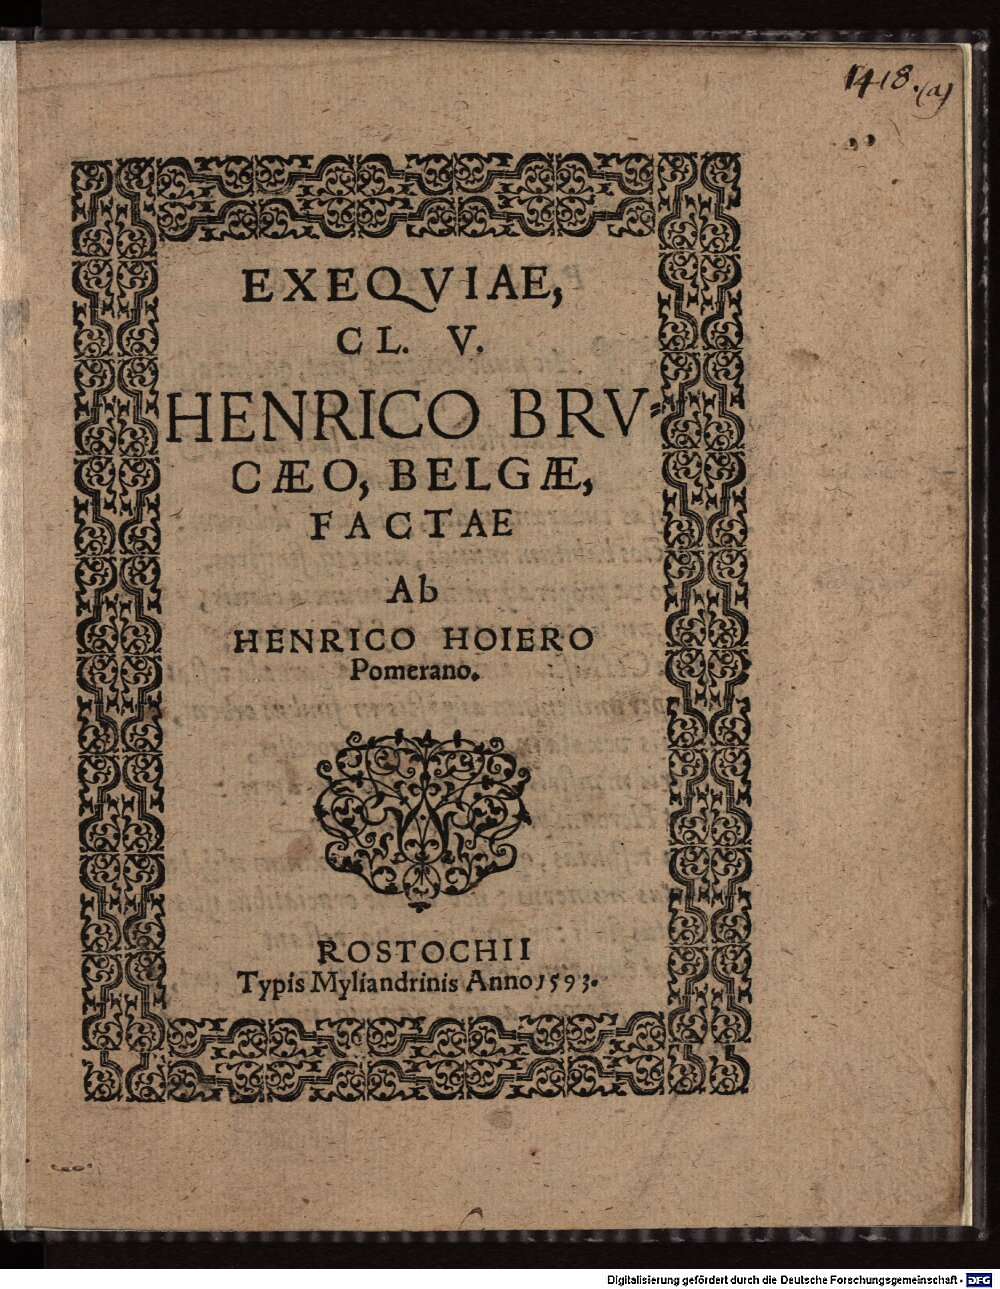 1418.(a)
EXEQVIAE,
CL. V.
HENRICO BRV=
CÆO, BELGÆ,
FACTAE
Ab
HENRICO HOIERO
Pomerano.
ROSTOCHII
Typis Myliandrinis Anno 1593.
Digitalisierung gefördert durch die Deutsche Forschungsgemeinschaft - DFG